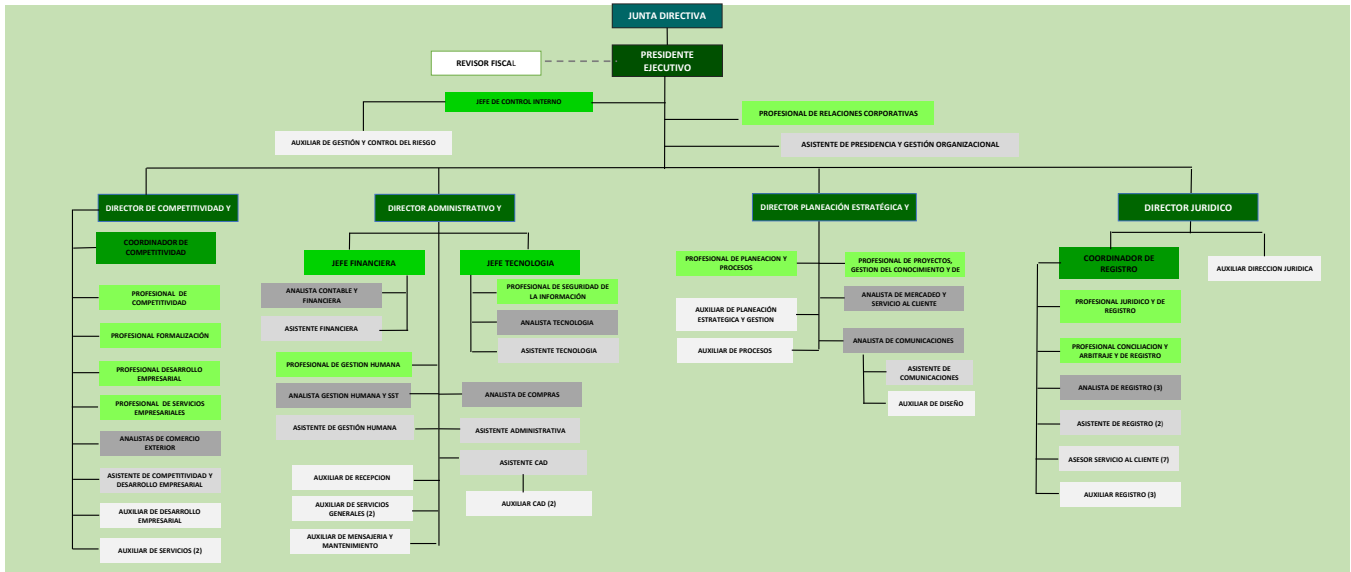 JUNTA DIRECTIVA
PRESIDENTE
EJECUTIVO
REVISOR FISCAL
JEFE DE CONTROL INTERNO
PROFESIONAL DE RELACIONES CORPORATIVAS
AUXILIAR DE GESTIÓN Y CONTROL DEL RIESGO
ASISTENTE DE PRESIDENCIA Y GESTIÓN ORGANIZACIONAL
DIRECTOR DE COMPETITIVIDAD Y
COORDINADOR DE
COMPETITIVIDAD
PROFESIONAL DE
COMPETITIVIDAD
PROFESIONAL FORMALIZACIÓN
PROFESIONAL DESARROLLO
EMPRESARIAL
PROFESIONAL DE SERVICIOS
EMPRESARIALES
ANALISTAS DE COMERCIO
EXTERIOR
ASISTENTE DE COMPETITIVIDAD Y
DESARROLLO EMPRESARIAL
AUXILIAR DE DESARROLLO
EMPRESARIAL
AUXILIAR DE SERVICIOS (2)
DIRECTOR ADMINISTRATIVO Y
JEFE FINANCIERA
ANALISTA CONTABLE Y
FINANCIERA
ASISTENTE FINANCIERA
JEFE TECNOLOGIA
PROFESIONAL DE SEGURIDAD DE
LA INFORMACIÓN
ANALISTA TECNOLOGIA
ASISTENTE TECNOLOGIA
PROFESIONAL DE GESTION HUMANA
ANALISTA GESTION HUMANA Y SST
ANALISTA DE COMPRAS
ASISTENTE DE GESTIÓN HUMANA
ASISTENTE ADMINISTRATIVA
ASISTENTE CAD
AUXILIAR DE RECEPCION
AUXILIAR CAD (2)
AUXILIAR DE SERVICIOS
GENERALES (2)
AUXILIAR DE MENSAJERIA Y
MANTENIMIENTO
DIRECTOR PLANEACIÓN ESTRATÉGICA Y
PROFESIONAL DE PLANEACION Y
PROCESOS
PROFESIONAL DE PROYECTOS,
GESTION DEL CONOCIMIENTO Y DE
AUXILIAR DE PLANEACIÓN
ESTRATEGICA Y GESTION
ANALISTA DE MERCADEO Y
SERVICIO AL CLIENTE
AUXILIAR DE PROCESOS
ANALISTA DE COMUNICACIONES
ASISTENTE DE
COMUNICACIONES
AUXILIAR DE DISEÑO
DIRECTOR JURIDICO
COORDINADOR DE
REGISTRO
AUXILIAR DIRECCION JURIDICA
PROFESIONAL JURIDICO Y DE
REGISTRO
PROFESIONAL CONCILIACION Y
ARBITRAJE Y DE REGISTRO
ANALISTA DE REGISTRO (3)
ASISTENTE DE REGISTRO (2)
ASESOR SERVICIO AL CLIENTE (7)
AUXILIAR REGISTRO (3)